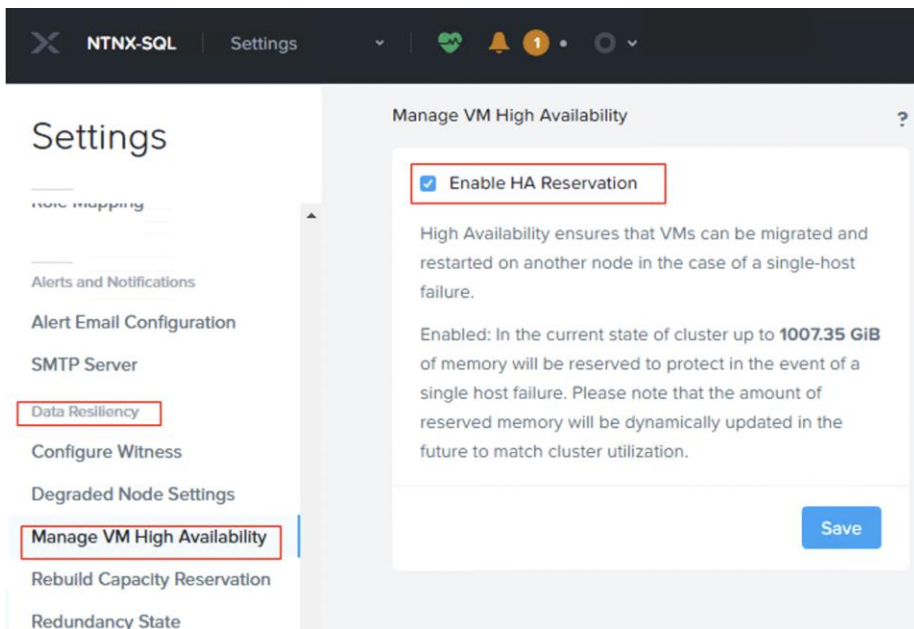 NTNX-SQL
Settings
1
Settings
Role Mapping
Alerts and Notifications
Alert Email Configuration
SMTP Server
Data Resiliency
Configure Witness
Degraded Node Settings
Manage VM High Availability
Rebuild Capacity Reservation
Redundancy State
Manage VM High Availability
?
Enable HA Reservation
High Availability ensures that VMs can be migrated and
restarted on another node in the case of a single-host
failure.
Enabled: In the current state of cluster up to 1007.35 GiB
of memory will be reserved to protect in the event of a
single host failure. Please note that the amount of
reserved memory will be dynamically updated in the
future to match cluster utilization.
Save